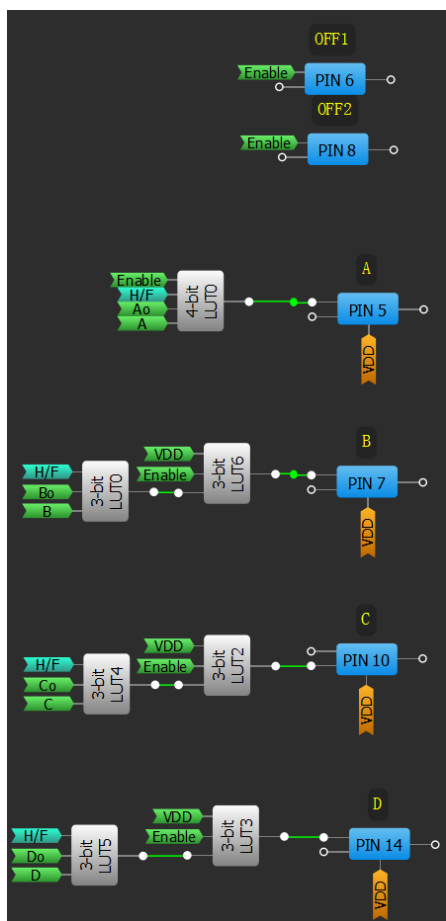 OFF1
Enable
PIN 6
OFF2
Enable
PIN 8
A
Enable
H/F
Ao
A
4-bit
LUT0
PIN 5
VDD
B
VDD
Enable
H/F
Bo
B
3-bit
LUT0
3-bit
LUT6
PIN 7
VDD
C
VDD
Enable
H/F
Co
C
3-bit
LUT4
3-bit
LUT2
PIN 10
VDD
D
VDD
Enable
H/F
Do
D
3-bit
LUT5
3-bit
LUT3
PIN 14
VDD